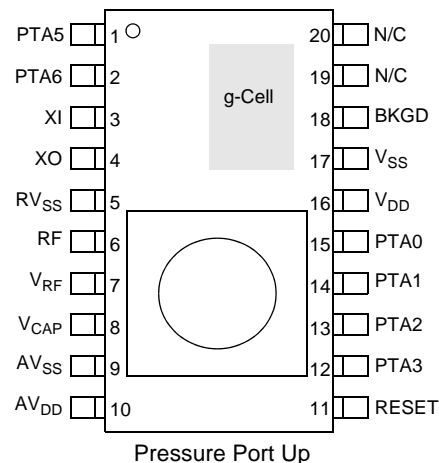 PTA5 1 20 N/C
PTA6 2 19 N/C
g-Cell
XI 3 18 BKGD
XO 4 17 VSS
RVSS 5 16 VDD
RF 6 15 PTA0
VRF 7 14 PTA1
VCAP 8 13 PTA2
AVSS 9 12 PTA3
AVDD 10 11 RESET
Pressure Port Up